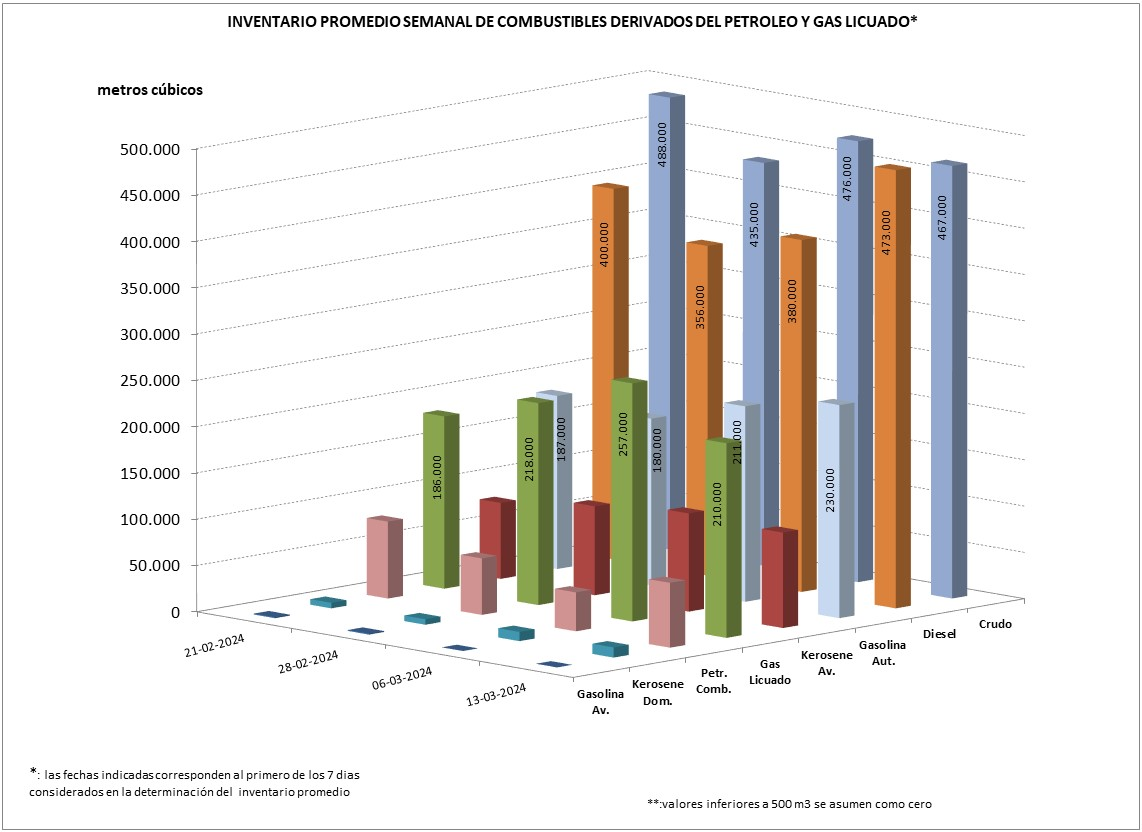 INVENTARIO PROMEDIO SEMANAL DE COMBUSTIBLES DERIVADOS DEL PETROLEO Y GAS LICUADO*
metros cúbicos
500.000
450.000
400.000
350.000
300.000
250.000
200.000
150.000
100.000
50.000
0
488.000
435.000
476.000
467.000
400.000
356.000
380.000
473.000
187.000
180.000
211.000
230.000
186.000
218.000
257.000
210.000
21-02-2024
28-02-2024
06-03-2024
13-03-2024
Gasolina
Av.
Kerosene
Dom.
Petr.
Comb.
Gas
Licuado
Kerosene
Av.
Gasolina
Aut.
Diesel
Crudo
*: las fechas indicadas corresponden al primero de los 7 dias
considerados en la determinación del inventario promedio
**:valores inferiores a 500 m3 se asumen como cero